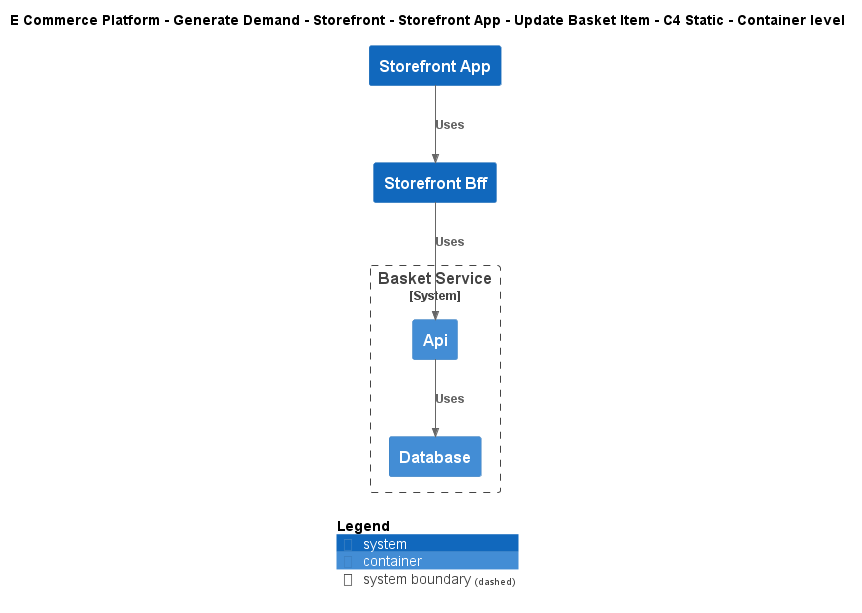 E Commerce Platform - Generate Demand - Storefront - Storefront App - Update Basket Item - C4 Static - Container level
Storefront App
Uses
Storefront Bff
Uses
Basket Service
[System]
Api
Uses
Database
Legend
system
container
system boundary (dashed)